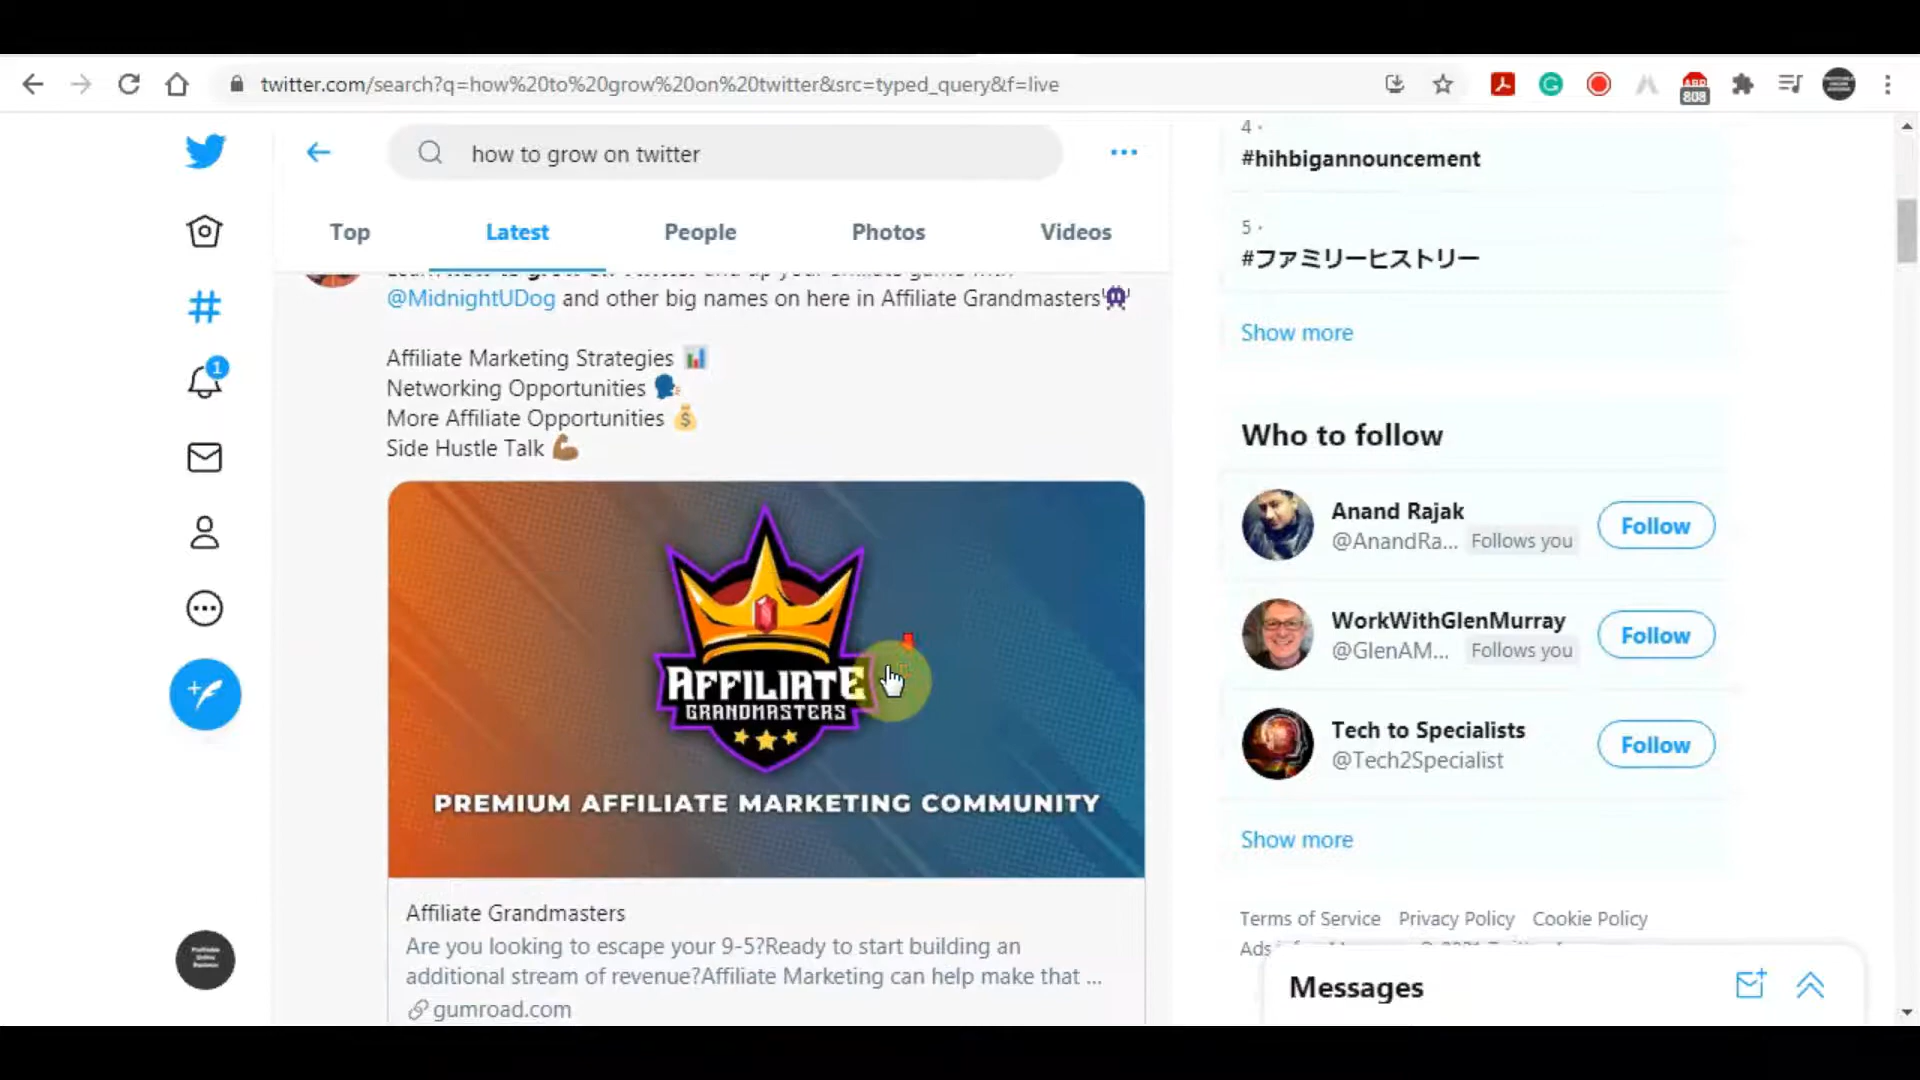 twitter.com/search?q=how%20to%20grow%20on%20twitter&src=typed_query&f=live
ABP
808
how to grow on twitter
Top
Latest
People
Photos
Videos
@MidnightUDog and other big names on here in Affiliate Grandmasters
Affiliate Marketing Strategies
Networking Opportunities
More Affiliate Opportunities
Side Hustle Talk
AFFILIATE
GRANDMASTERS
PREMIUM AFFILIATE MARKETING COMMUNITY
Affiliate Grandmasters
Are you looking to escape your 9-5?Ready to start building an
additional stream of revenue?Affiliate Marketing can help make that ...
gumroad.com
1
4 ·
#hihbigannouncement
5 ·
#ファミリーヒストリー
Show more
Who to follow
Anand Rajak
@AnandRa... Follows you
Follow
WorkWithGlenMurray
@GlenAM... Follows you
Follow
Tech to Specialists
@Tech2Specialist
Follow
Show more
Terms of Service Privacy Policy Cookie Policy
Messages